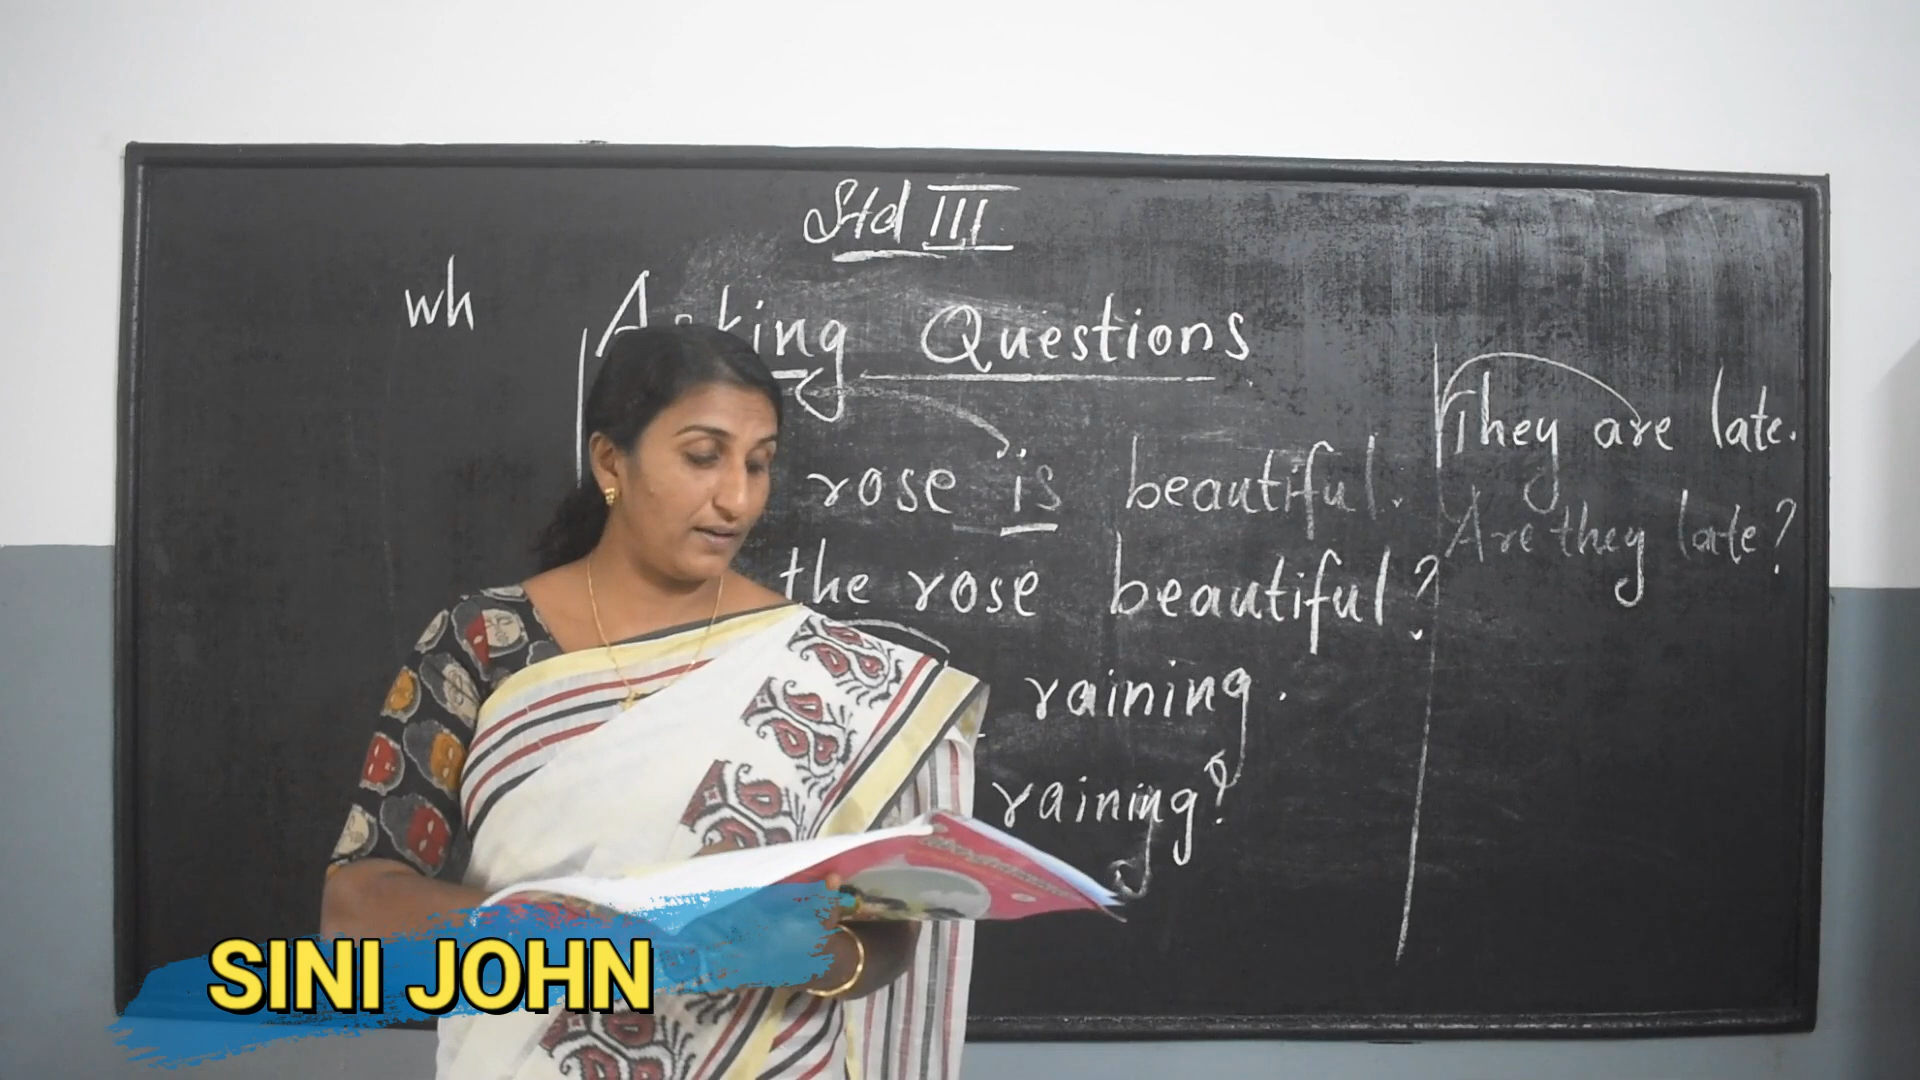 Std III
wh
Asking Questions
rose is beautiful.
the rose beautiful?
raining.
raining?
They are late.
Are they late?
SINI JOHN